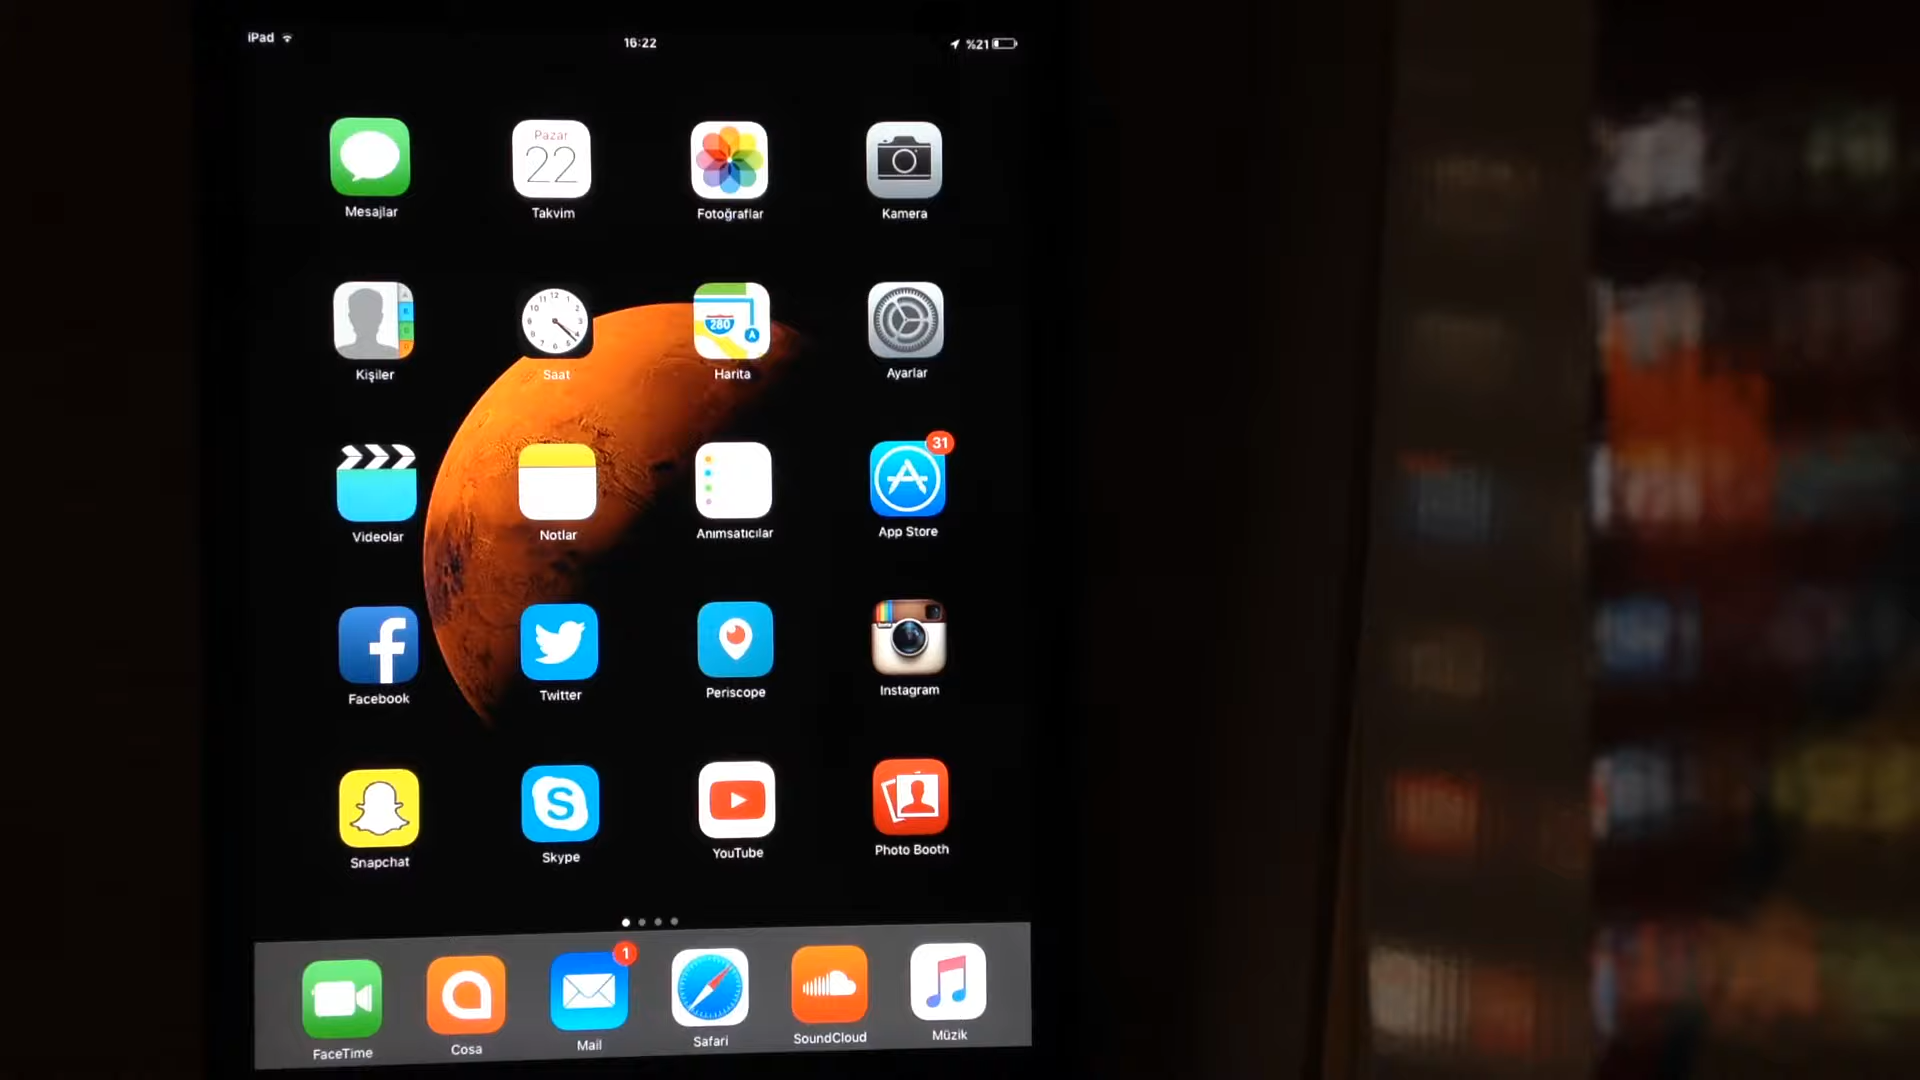 iPad
16:22
%21
Mesajlar
Pazar
22
Takvim
Fotoğraflar
Kamera
Kişiler
Saat
280
A
Harita
Ayarlar
Videolar
Notlar
Anımsatıcılar
31
App Store
Facebook
Twitter
Periscope
Instagram
Snapchat
S
Skype
YouTube
Photo Booth
FaceTime
Cosa
1
Mail
Safari
SoundCloud
Müzik